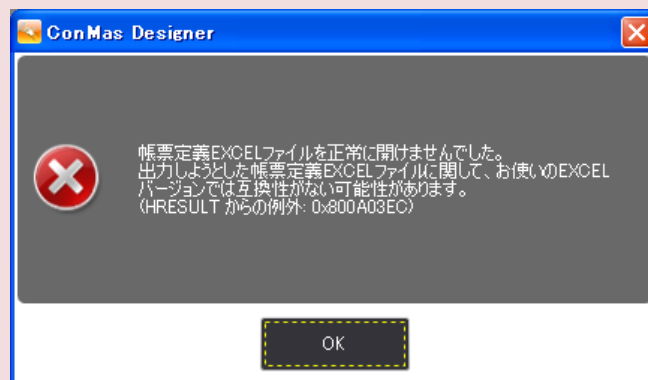 ConMas Designer
帳票定義EXCELファイルを正常に開けませんでした。
出力しようとした帳票定義EXCELファイルに関して、お使いのEXCEL
バージョンでは互換性がない可能性があります。
(HRESULT からの例外: 0x800A03EC)
OK